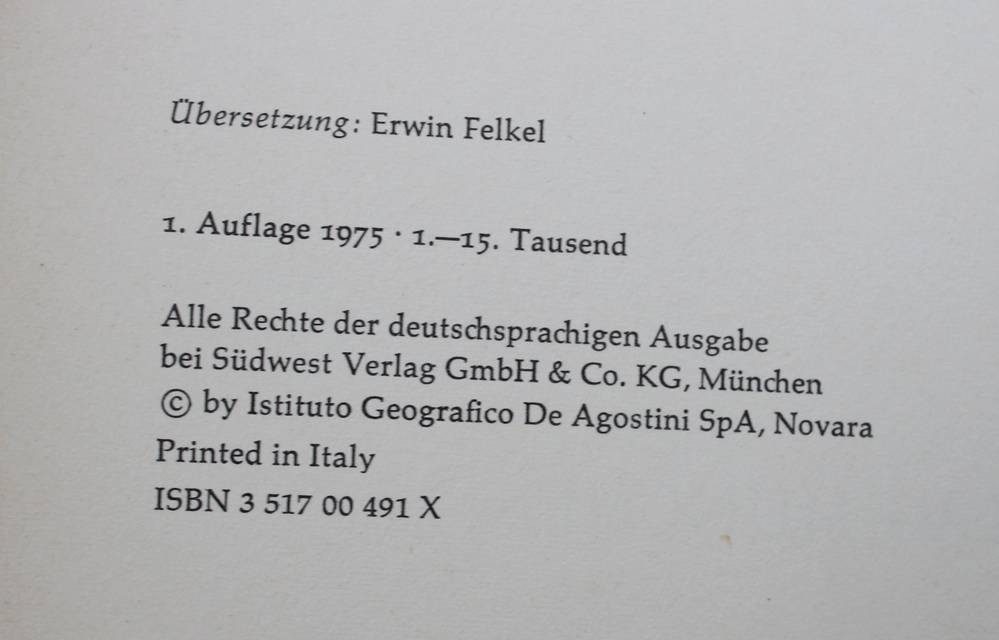 Übersetzung: Erwin Felkel
1. Auflage 1975 · 1.—15. Tausend
Alle Rechte der deutschsprachigen Ausgabe
bei Südwest Verlag GmbH & Co. KG, München
© by Istituto Geografico De Agostini SpA, Novara
Printed in Italy
ISBN 3 517 00 491 X